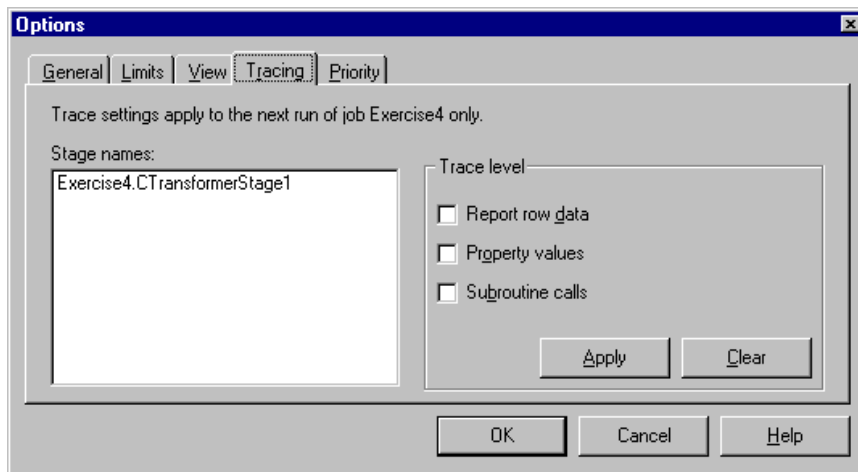 Options
General Limits View Tracing Priority
Trace settings apply to the next run of job Exercise4 only.
Stage names:
Exercise4.CTransformerStage1
Trace level
Report row data
Property values
Subroutine calls
Apply Clear
OK Cancel Help